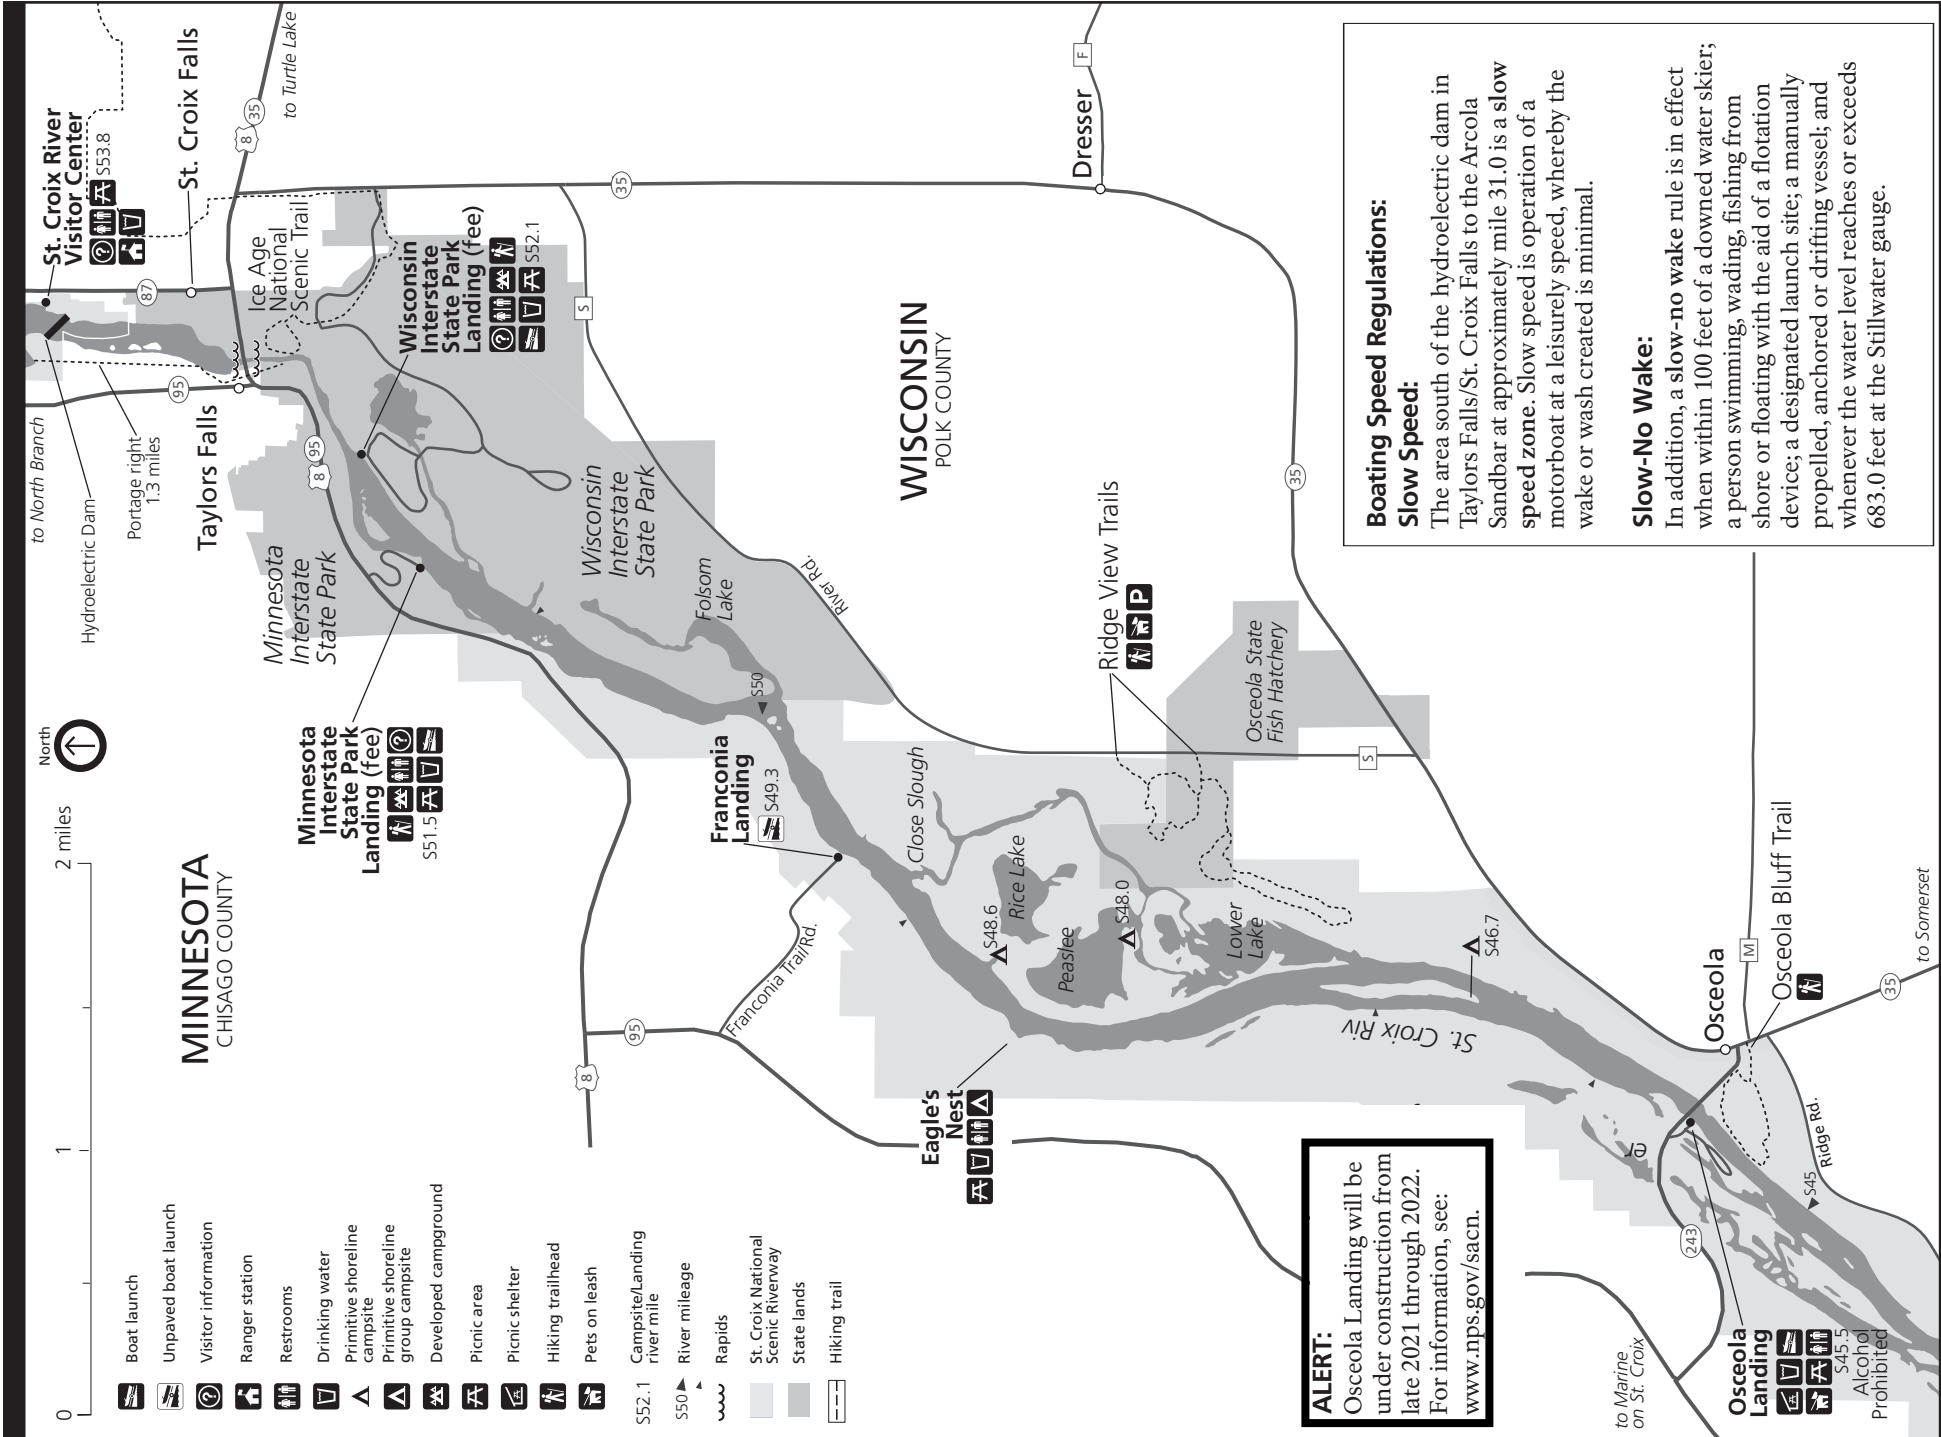 to North Branch
Hydroelectric Dam
Portage right
1.3 miles
95
Taylors Falls
87
St. Croix River
Visitor Center
S53.8
St. Croix Falls
8
35
to Turtle Lake
Ice Age
National
Scenic Trail
8
95
Minnesota
Interstate
State Park
Wisconsin
Interstate
State Park
Landing (fee)
S52.1
35
S
Wisconsin
Interstate
State Park
Folsom
Lake
River Rd.
North
0
1
2 miles
MINNESOTA
CHISAGO COUNTY
Minnesota
Interstate
State Park
Landing (fee)
S51.5
S50
Franconia
Landing
S49.3
WISCONSIN
POLK COUNTY
Dresser
F
35
Close Slough
Rice Lake
S48.6
Peaslee
S48.0
Lower
Lake
Ridge View Trails
P
Osceola State
Fish Hatchery
S
Franconia Trail/Rd.
95
8
Eagle's
Nest
St. Croix Riv
er
S46.7
Osceola
M
Osceola Bluff Trail
35
to Somerset
Ridge Rd.
S45
243
Osceola
Landing
S45.5
Alcohol
Prohibited
to Marine
on St. Croix
Boat launch
Unpaved boat launch
Visitor information
Ranger station
Restrooms
Drinking water
Primitive shoreline
campsite
Primitive shoreline
group campsite
Developed campground
Picnic area
Picnic shelter
Hiking trailhead
Pets on leash
S52.1
Campsite/Landing
river mile
S50
River mileage
Rapids
St. Croix National
Scenic Riverway
State lands
Hiking trail
ALERT:
Osceola Landing will be
under construction from
late 2021 through 2022.
For information, see:
www.nps.gov/sacn.
Boating Speed Regulations:
Slow Speed:
The area south of the hydroelectric dam in
Taylors Falls/St. Croix Falls to the Arcola
Sandbar at approximately mile 31.0 is a slow
speed zone. Slow speed is operation of a
motorboat at a leisurely speed, whereby the
wake or wash created is minimal.
Slow-No Wake:
In addition, a slow-no wake rule is in effect
when within 100 feet of a downed water skier;
a person swimming, wading, fishing from
shore or floating with the aid of a flotation
device; a designated launch site; a manually
propelled, anchored or drifting vessel; and
whenever the water level reaches or exceeds
683.0 feet at the Stillwater gauge.